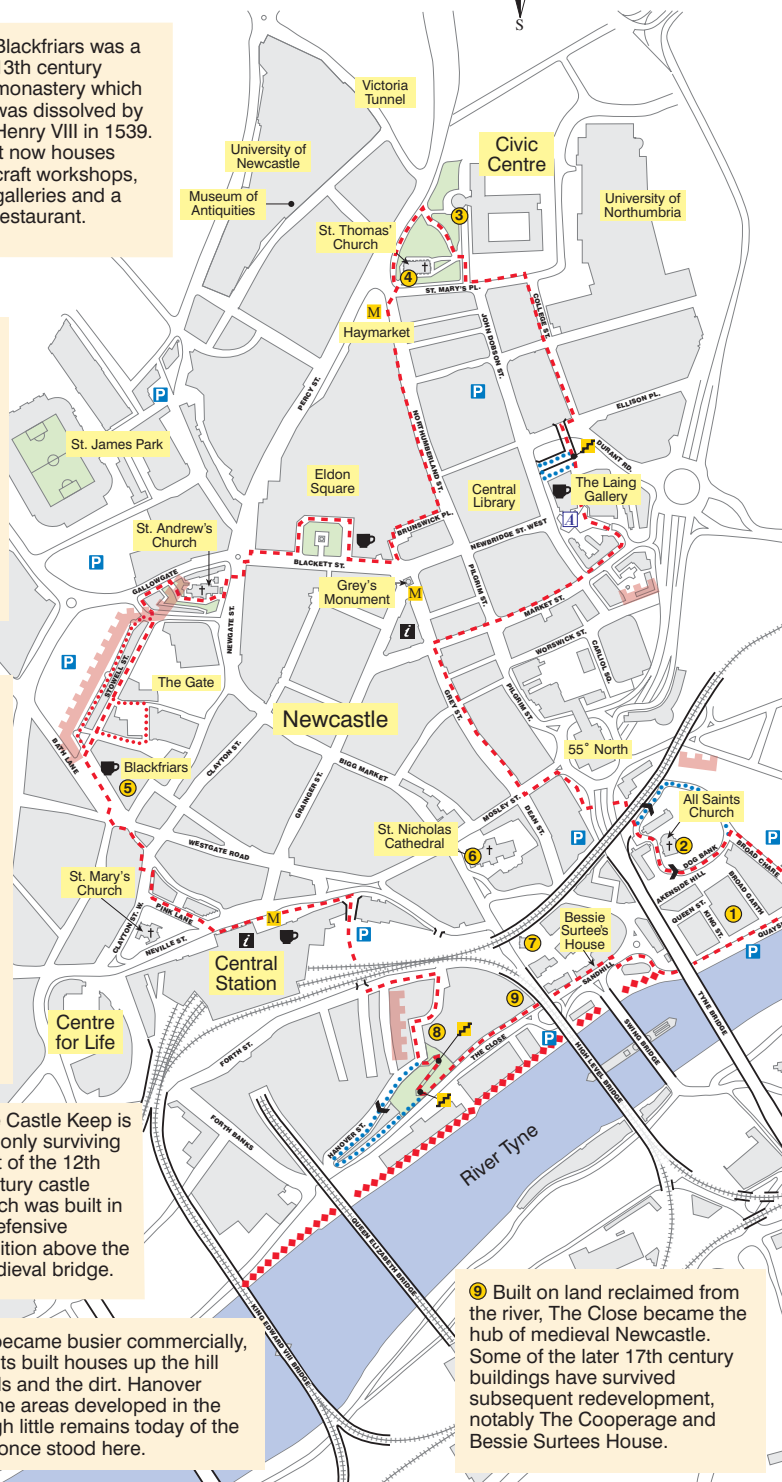 S
Blackfriars was a
13th century
monastery which
was dissolved by
Henry VIII in 1539.
t now houses
craft workshops,
galleries and a
estaurant.
Victoria
Tunnel
University of
Newcastle
Museum of
Antiquities
Civic
Centre
University of
Northumbria
St. Thomas'
Church
3
4
ST. MARY'S PL.
COLLEGE ST.
M
Haymarket
JOHN DOBSON ST.
P
P
PERCY ST.
NORTHUMBERLAND ST.
ELLISON PL.
St. James Park
DURANT RD.
Eldon
Square
Central
Library
The Laing
Gallery
A
St. Andrew's
Church
BRUNSWICK PL.
NEWBRIDGE ST. WEST
P
BLACKETT ST.
GALLOWGATE
Grey's
Monument
M
PILGRIM ST.
MARKET ST.
NEWGATE ST.
i
WORSWICK ST.
CARLIOL SQ.
P
STOWELL ST.
The Gate
GREY ST.
PILGRIM ST.
Newcastle
BATH LANE
55° North
Blackfriars
5
CLAYTON ST.
BIGG MARKET
GRAINGER ST.
MOSLEY ST.
DEAN ST.
All Saints
Church
St. Nicholas
Cathedral
6
P
2
P
DOG BANK
BROAD CHARE
WESTGATE ROAD
AKENSIDE HILL
BROAD GARTH
St. Mary's
Church
QUEEN ST.
KING ST.
1
PINK LANE
CLAYTON ST. W.
NEVILLE ST.
M
i
P
Bessie
Surtee's
House
7
QUAYS
P
Central
Station
SANDHILL
9
TYNE BRIDGE
Centre
for Life
8
P
SWING BRIDGE
FORTH ST.
THE CLOSE
HIGH LEVEL BRIDGE
FORTH BANKS
HANOVER ST.
River Tyne
Castle Keep is
only surviving
t of the 12th
tury castle
ch was built in
efensive
ition above the
dieval bridge.
QUEEN ELIZABETH BRIDGE
KING EDWARD VIII BRIDGE
became busier commercially,
ts built houses up the hill
ls and the dirt. Hanover
ne areas developed in the
gh little remains today of the
once stood here.
9 Built on land reclaimed from
the river, The Close became the
hub of medieval Newcastle.
Some of the later 17th century
buildings have survived
subsequent redevelopment,
notably The Cooperage and
Bessie Surtees House.